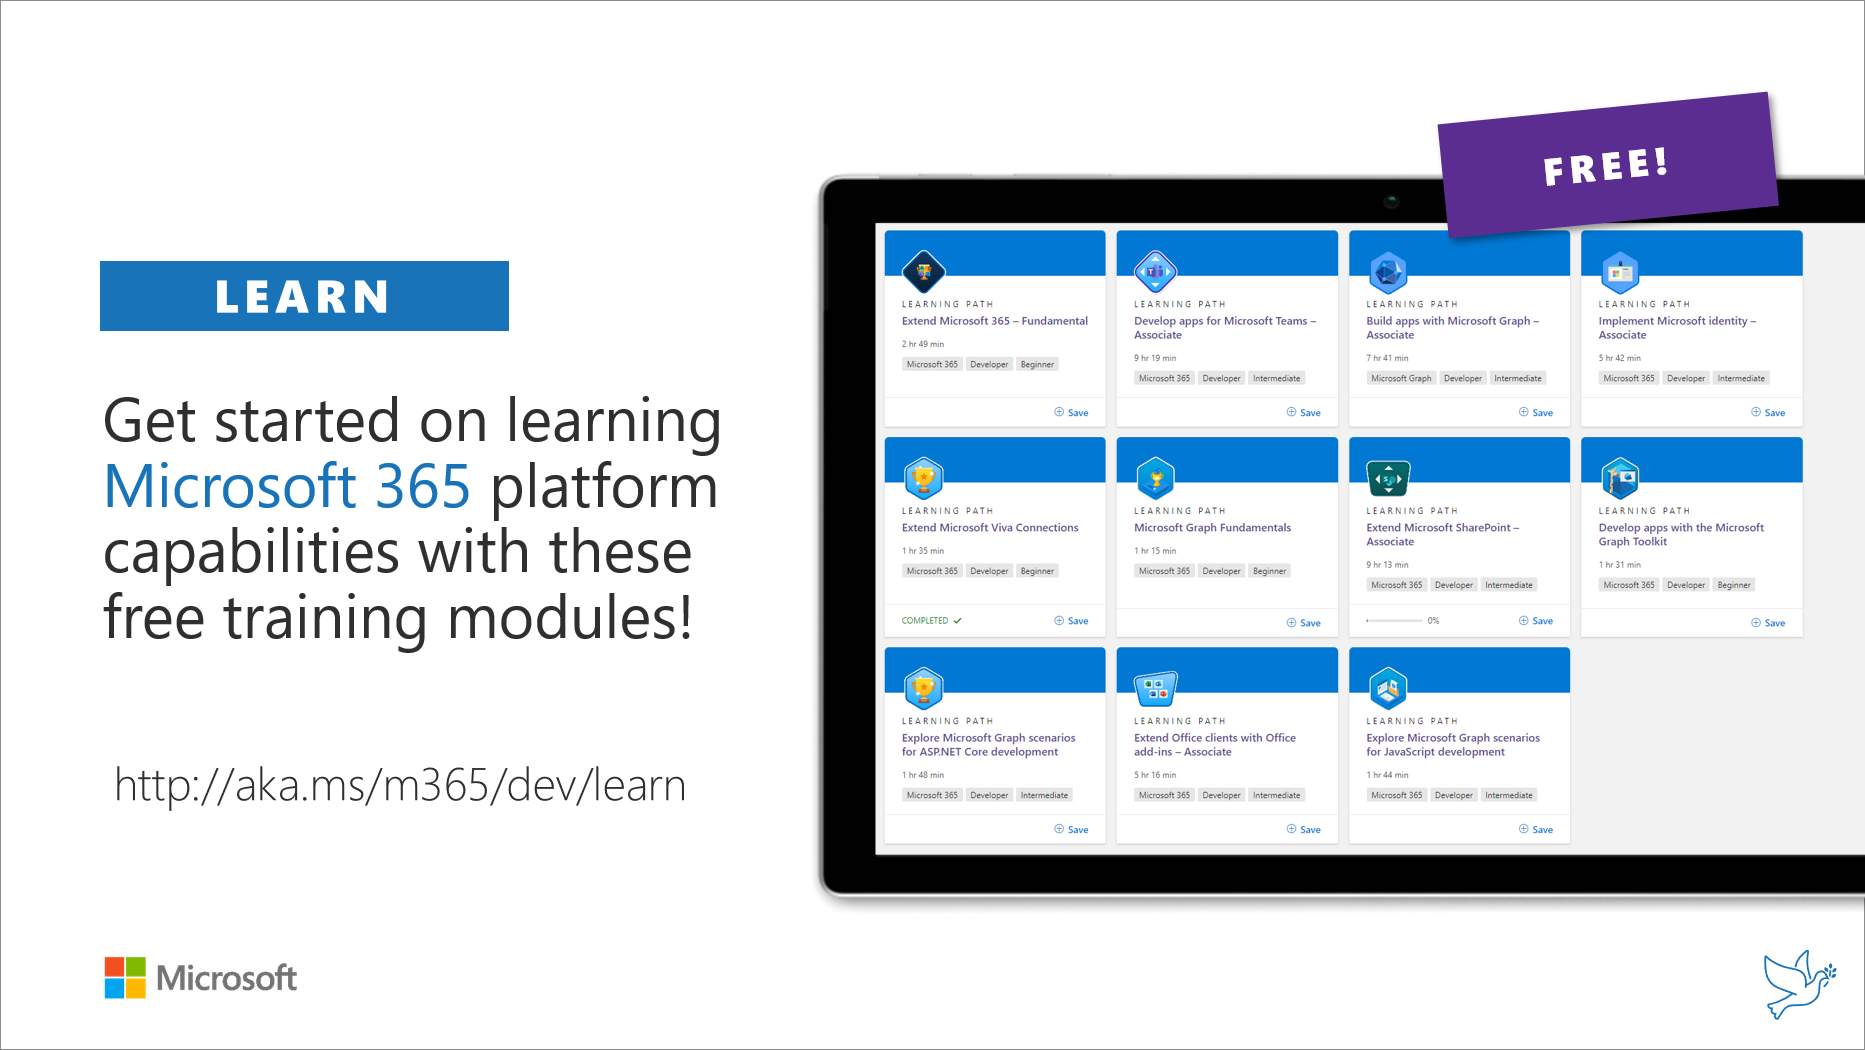 FREE!
LEARN
Get started on learning
Microsoft 365 platform
capabilities with these
free training modules!
http://aka.ms/m365/dev/learn
LEARNING PATH
Extend Microsoft 365 – Fundamental
2 hr 49 min
Microsoft 365 Developer Beginner
Save
LEARNING PATH
Develop apps for Microsoft Teams –
Associate
9 hr 19 min
Microsoft 365 Developer Intermediate
Save
LEARNING PATH
Build apps with Microsoft Graph –
Associate
7 hr 41 min
Microsoft Graph Developer Intermediate
Save
LEARNING PATH
Implement Microsoft identity –
Associate
5 hr 42 min
Microsoft 365 Developer Intermediate
Save
LEARNING PATH
Extend Microsoft Viva Connections
1 hr 35 min
Microsoft 365 Developer Beginner
COMPLETED Save
LEARNING PATH
Microsoft Graph Fundamentals
1 hr 15 min
Microsoft 365 Developer Beginner
Save
LEARNING PATH
Extend Microsoft SharePoint –
Associate
9 hr 13 min
Microsoft 365 Developer Intermediate
0% Save
LEARNING PATH
Develop apps with the Microsoft
Graph Toolkit
1 hr 31 min
Microsoft 365 Developer Beginner
Save
LEARNING PATH
Explore Microsoft Graph scenarios
for ASP.NET Core development
1 hr 48 min
Microsoft 365 Developer Intermediate
Save
LEARNING PATH
Extend Office clients with Office
add-ins – Associate
5 hr 16 min
Microsoft 365 Developer Intermediate
Save
LEARNING PATH
Explore Microsoft Graph scenarios
for JavaScript development
1 hr 44 min
Microsoft 365 Developer Intermediate
Save
Microsoft